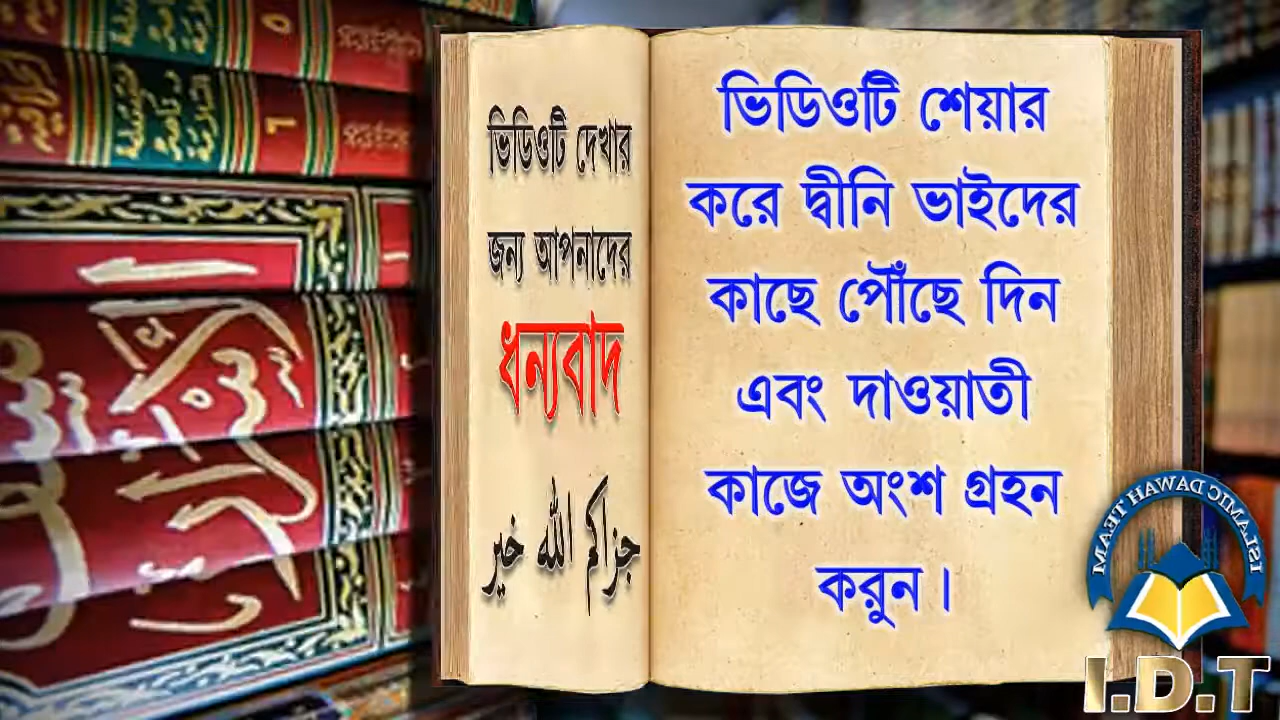 ভিডিওটি দেখার
জন্য আপনাদের
ধন্যবাদ
جزاكم الله خير
ভিডিওটি শেয়ার
করে দ্বীনি ভাইদের
কাছে পৌঁছে দিন
এবং দাওয়াতী
কাজে অংশ গ্রহন
করুন।
ISLAMIC DAWAH TEAM
I.D.T